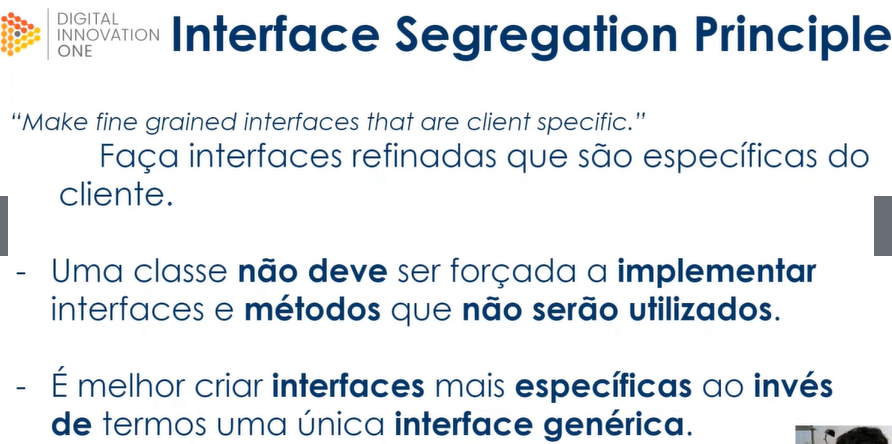 DIGITAL
INNOVATION
ONE
Interface Segregation Principle
“Make fine grained interfaces that are client specific.”
Faça interfaces refinadas que são específicas do
cliente.
- Uma classe não deve ser forçada a implementar
interfaces e métodos que não serão utilizados.
- É melhor criar interfaces mais específicas ao invés
de termos uma única interface genérica.